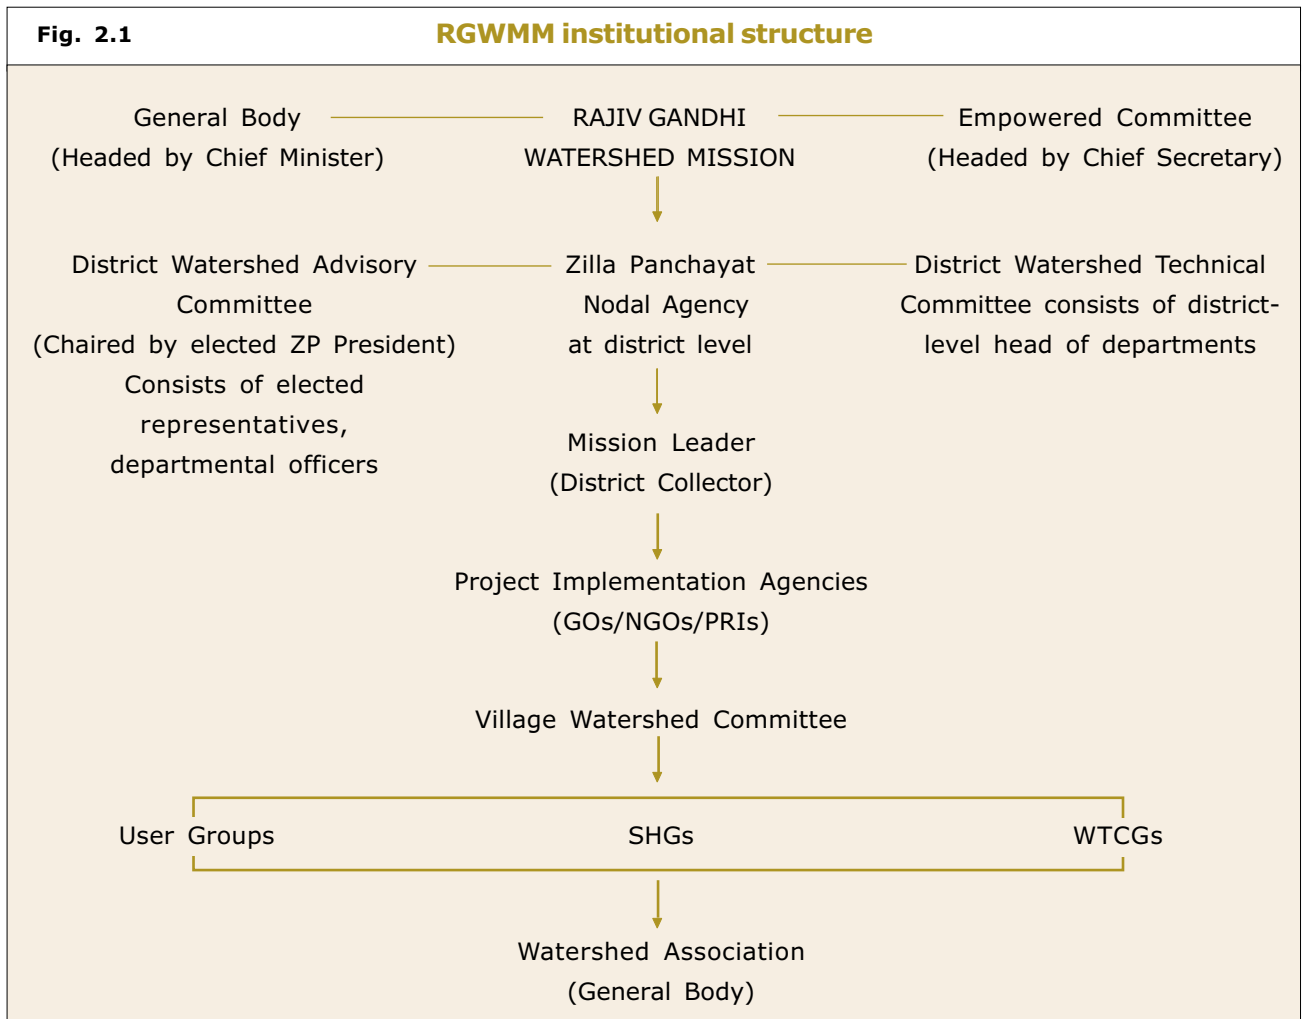 Fig. 2.1
RGWMM institutional structure
General Body
(Headed by Chief Minister)
RAJIV GANDHI
WATERSHED MISSION
Empowered Committee
(Headed by Chief Secretary)
District Watershed Advisory
Committee
(Chaired by elected ZP President)
Consists of elected
representatives,
departmental officers
Zilla Panchayat
Nodal Agency
at district level
District Watershed Technical
Committee consists of district-
level head of departments
Mission Leader
(District Collector)
Project Implementation Agencies
(GOs/NGOs/PRIs)
Village Watershed Committee
User Groups
SHGs
WTCGs
Watershed Association
(General Body)